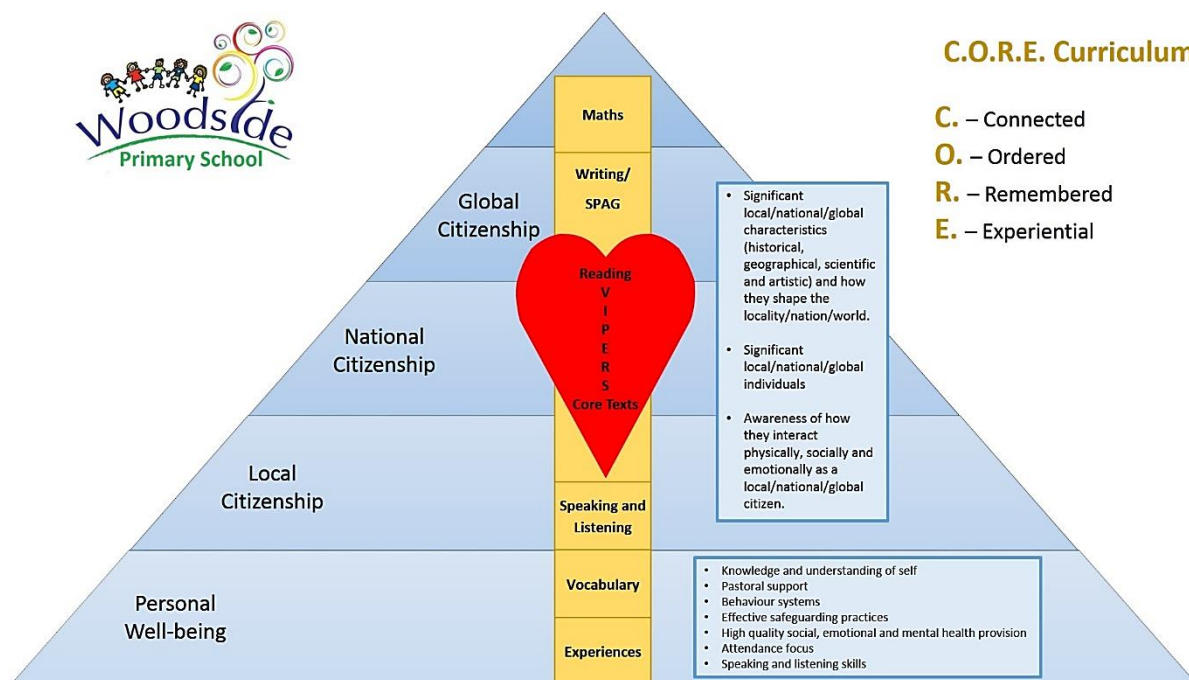 Woodside
Primary School
C.O.R.E. Curriculum
C. – Connected
O. – Ordered
R. – Remembered
E. – Experiential
Maths
Writing/
SPAG
Global
Citizenship
Reading
V
I
P
E
R
S
Core Texts
National
Citizenship
Local
Citizenship
• Significant
local/national/global
characteristics
(historical,
geographical, scientific
and artistic) and how
they shape the
locality/nation/world.
• Significant
local/national/global
individuals
• Awareness of how
they interact
physically, socially and
emotionally as a
local/national/global
citizen.
Speaking and
Listening
Vocabulary
Experiences
Personal
Well-being
• Knowledge and understanding of self
• Pastoral support
• Behaviour systems
• Effective safeguarding practices
• High quality social, emotional and mental health provision
• Attendance focus
• Speaking and listening skills